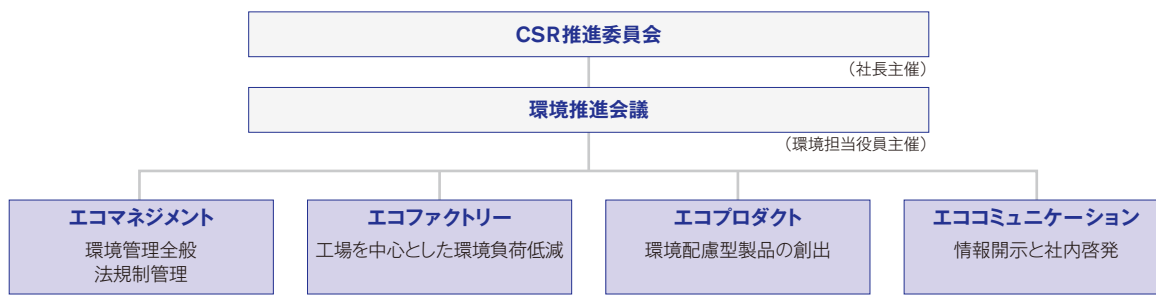 CSR推進委員会
（社長主催）
環境推進会議
（環境担当役員主催）
エコマネジメント
環境管理全般
法規制管理
エコファクトリー
工場を中心とした環境負荷低減
エコプロダクト
環境配慮型製品の創出
エココミュニケーション
情報開示と社内啓発